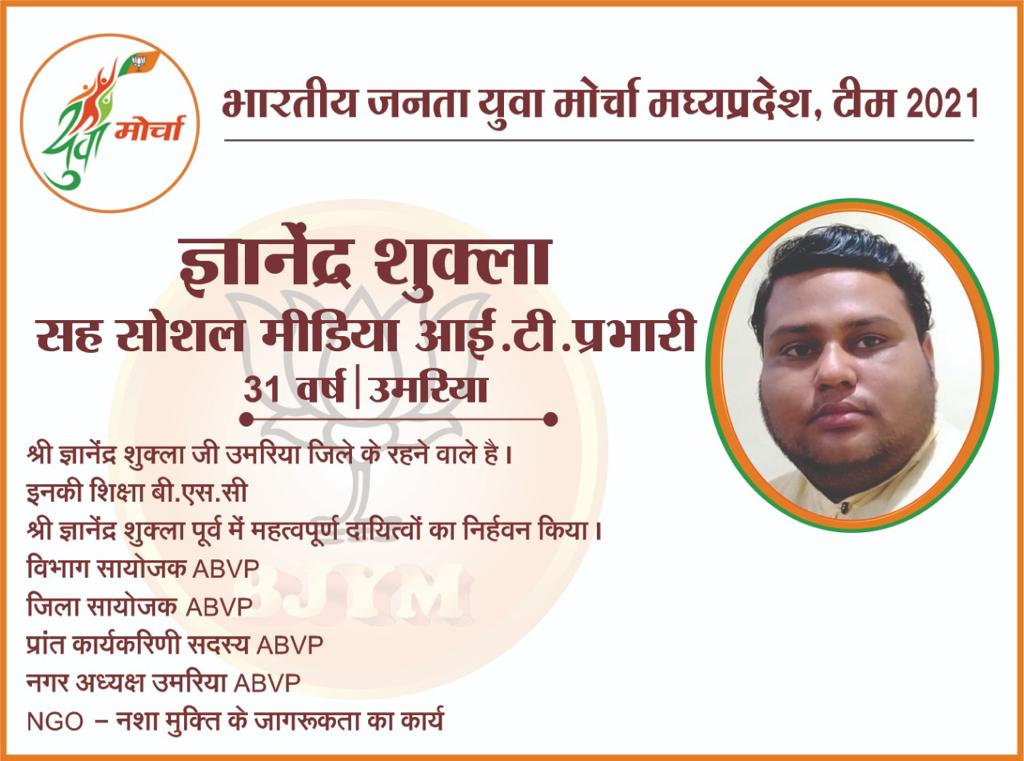 युवा मोर्चा
भारतीय जनता युवा मोर्चा मध्यप्रदेश, टीम 2021
ज्ञानेंद्र शुक्ला
सह सोशल मीडिया आई.टी.प्रभारी
31 वर्ष | उमरिया
श्री ज्ञानेंद्र शुक्ला जी उमरिया जिले के रहने वाले है।
इनकी शिक्षा बी.एस.सी
श्री ज्ञानेंद्र शुक्ला पूर्व में महत्वपूर्ण दायित्वों का निर्हवन किया।
विभाग सायोजक ABVP
जिला सायोजक ABVP
प्रांत कार्यकरिणी सदस्य ABVP
नगर अध्यक्ष उमरिया ABVP
NGO – नशा मुक्ति के जागरूकता का कार्य
BJYM